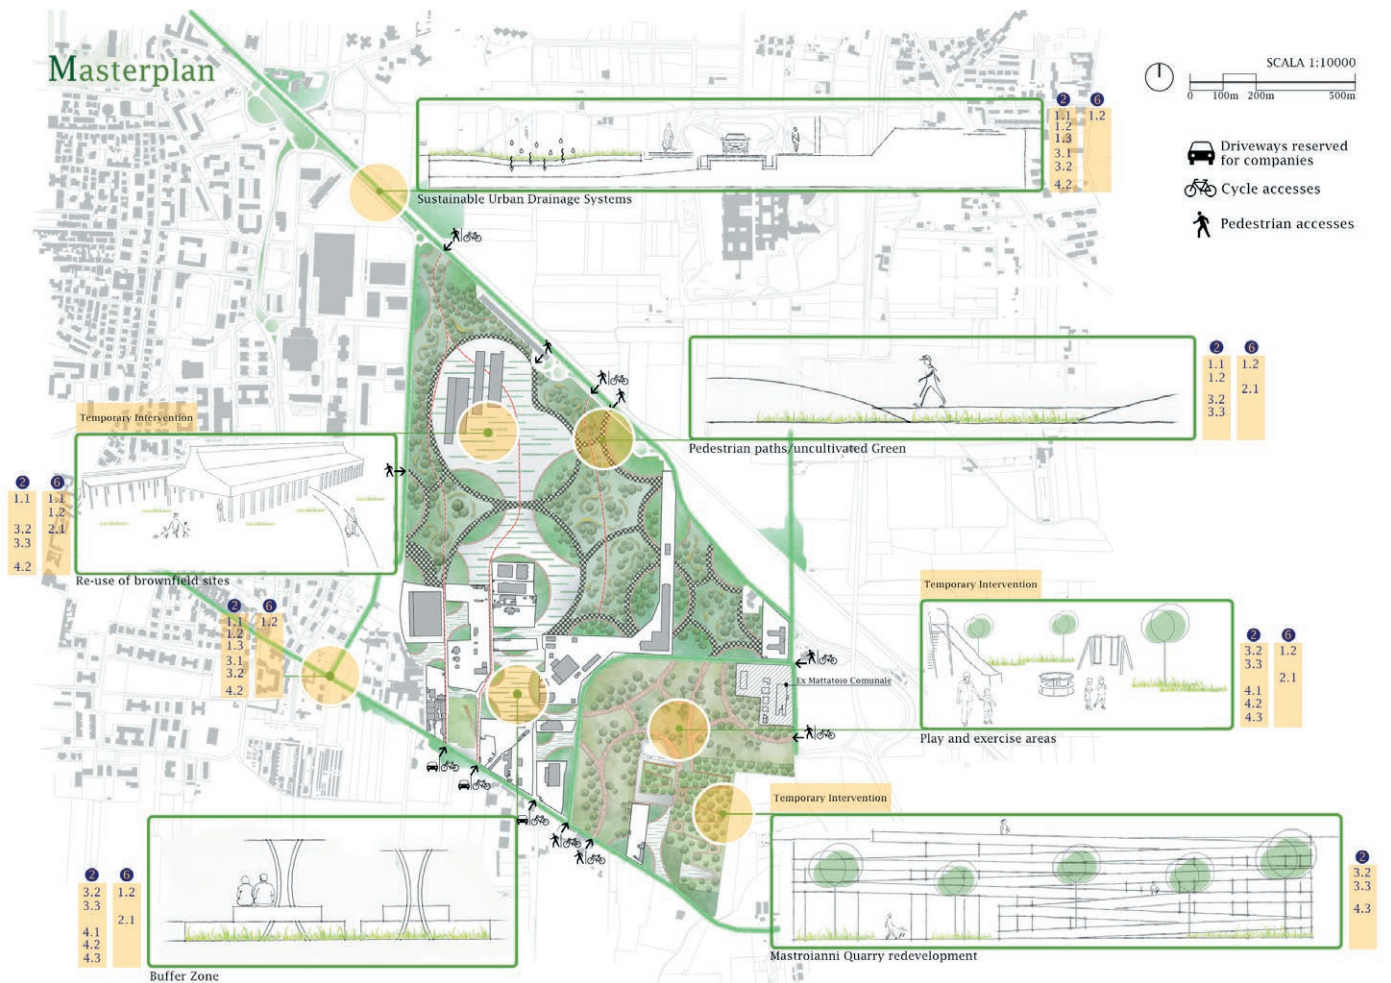 Masterplan
SCALA 1:10000
0 100m 200m 500m
Driveways reserved
for companies
Cycle accesses
Pedestrian accesses
2 6
1.1 1.2
1.2
1.3
3.1
3.2
4.2
Sustainable Urban Drainage Systems
2 6
1.1 1.2
1.2
2.1
3.2
3.3
Pedestrian paths/uncultivated Green
Temporary Intervention
2 6
1.1 1.1
1.2
3.2 2.1
3.3
4.2
Re-use of brownfield sites
2 6
1.1 1.2
1.2
1.3
3.1
3.2
4.2
Temporary Intervention
2 6
3.2 1.2
3.3
2.1
4.1
4.2
4.3
Play and exercise areas
Ex Mattatoio Comunale
Temporary Intervention
2
3.2
3.3
4.3
Mastroianni Quarry redevelopment
2 6
3.2 1.2
3.3
2.1
4.1
4.2
4.3
Buffer Zone